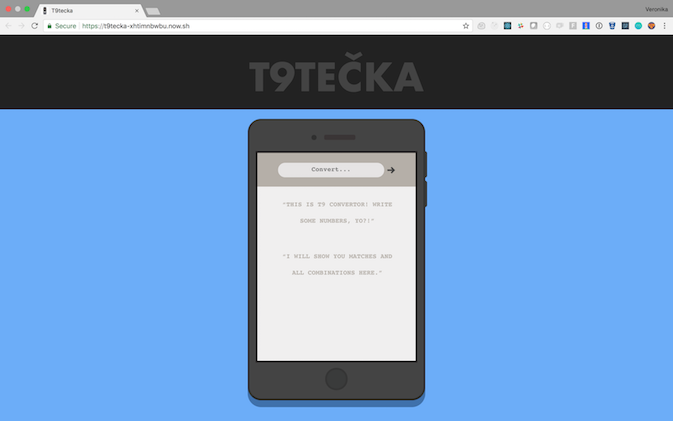 T9tecka
Veronika
Secure https://t9tecka-xhtimnbwbu.now.sh
T9TEČKA
Convert...
"THIS IS T9 CONVERTOR! WRITE
SOME NUMBERS, YO?!"
"I WILL SHOW YOU MATCHES AND
ALL COMBINATIONS HERE."